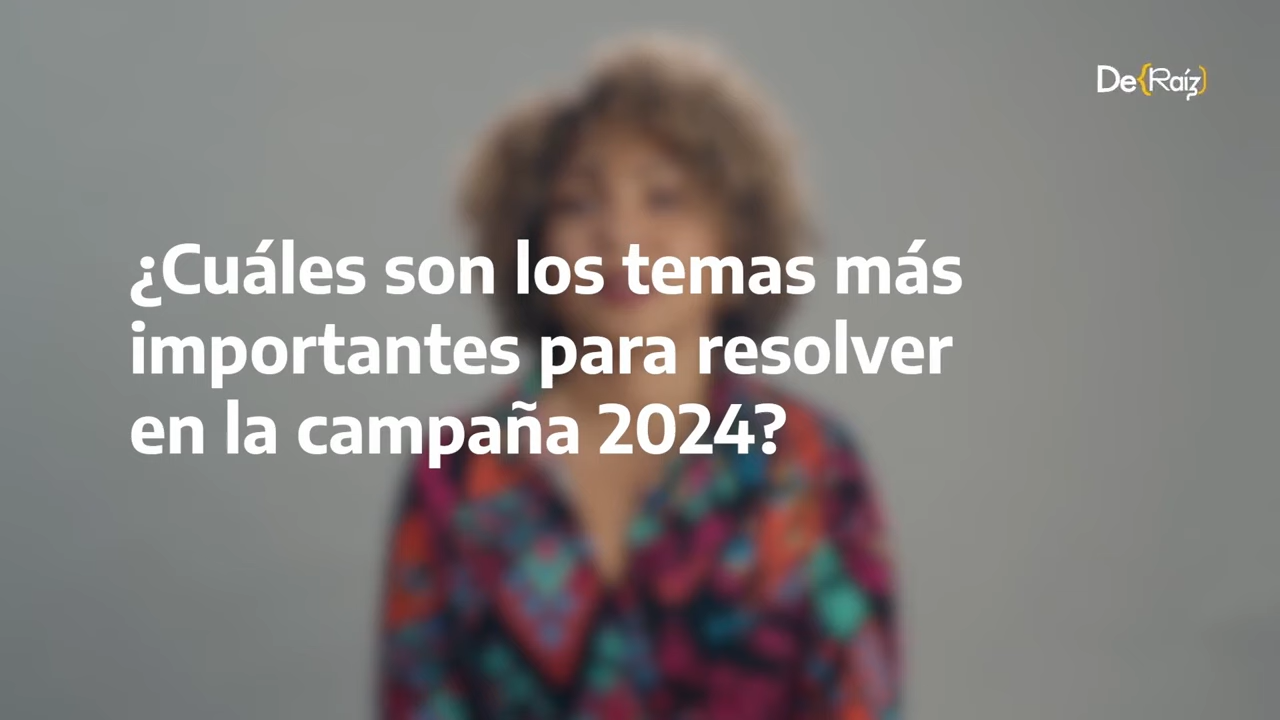 De{Raíz}
¿Cuáles son los temas más
importantes para resolver
en la campaña 2024?